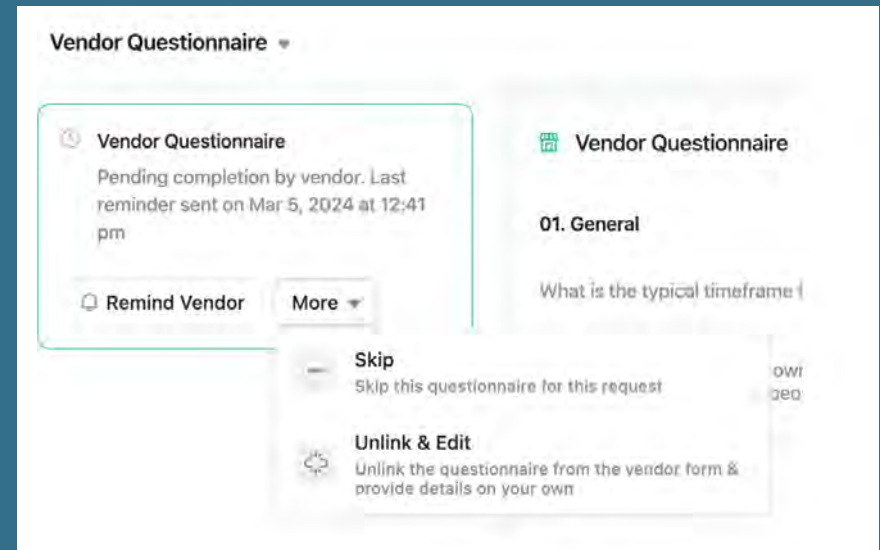 Vendor Questionnaire
Vendor Questionnaire
Pending completion by vendor. Last
reminder sent on Mar 5, 2024 at 12:41
pm
Remind Vendor
More
Skip
Skip this questionnaire for this request
Unlink & Edit
Unlink the questionnaire from the vendor form &
provide details on your own
Vendor Questionnaire
01. General
What is the typical timeframe